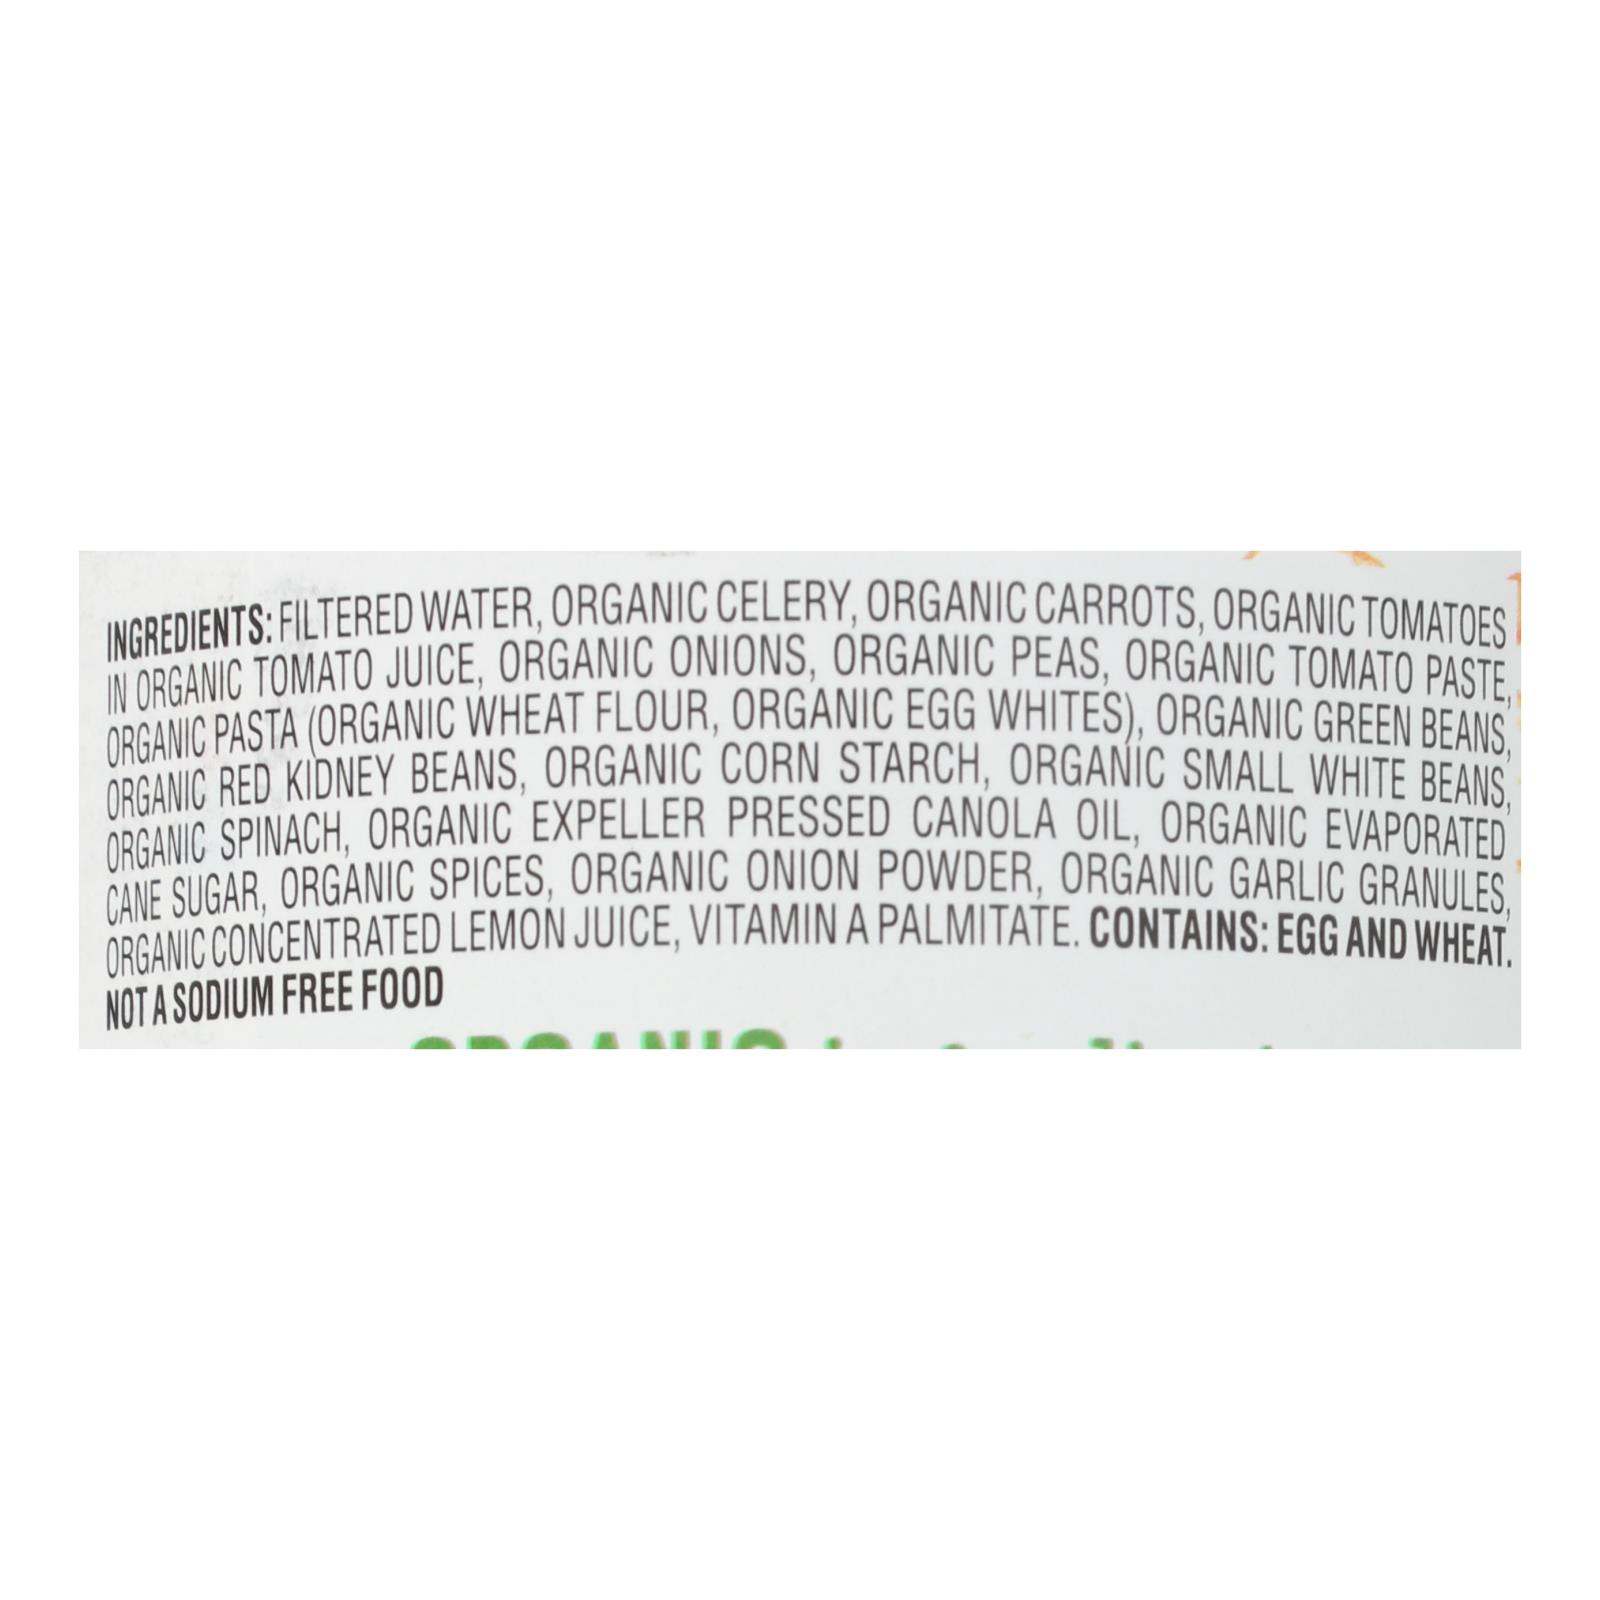 INGREDIENTS: FILTERED WATER, ORGANIC CELERY, ORGANIC CARROTS, ORGANIC TOMATOES
IN ORGANIC TOMATO JUICE, ORGANIC ONIONS, ORGANIC PEAS, ORGANIC TOMATO PASTE,
ORGANIC PASTA (ORGANIC WHEAT FLOUR, ORGANIC EGG WHITES), ORGANIC GREEN BEANS,
ORGANIC RED KIDNEY BEANS, ORGANIC CORN STARCH, ORGANIC SMALL WHITE BEANS,
ORGANIC SPINACH, ORGANIC EXPELLER PRESSED CANOLA OIL, ORGANIC EVAPORATED
CANE SUGAR, ORGANIC SPICES, ORGANIC ONION POWDER, ORGANIC GARLIC GRANULES,
ORGANIC CONCENTRATED LEMON JUICE, VITAMIN A PALMITATE. CONTAINS: EGG AND WHEAT.
NOT A SODIUM FREE FOOD
ORGANIC